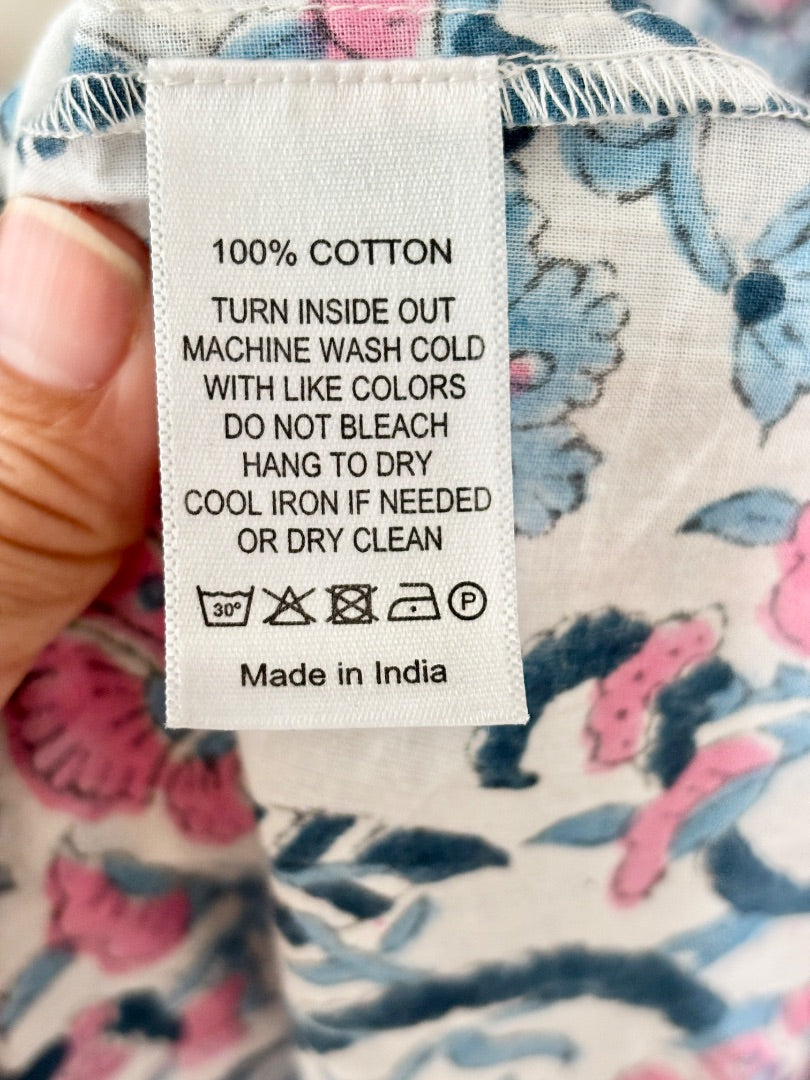 100% COTTON
TURN INSIDE OUT
MACHINE WASH COLD
WITH LIKE COLORS
DO NOT BLEACH
HANG TO DRY
COOL IRON IF NEEDED
OR DRY CLEAN
30° P
Made in India